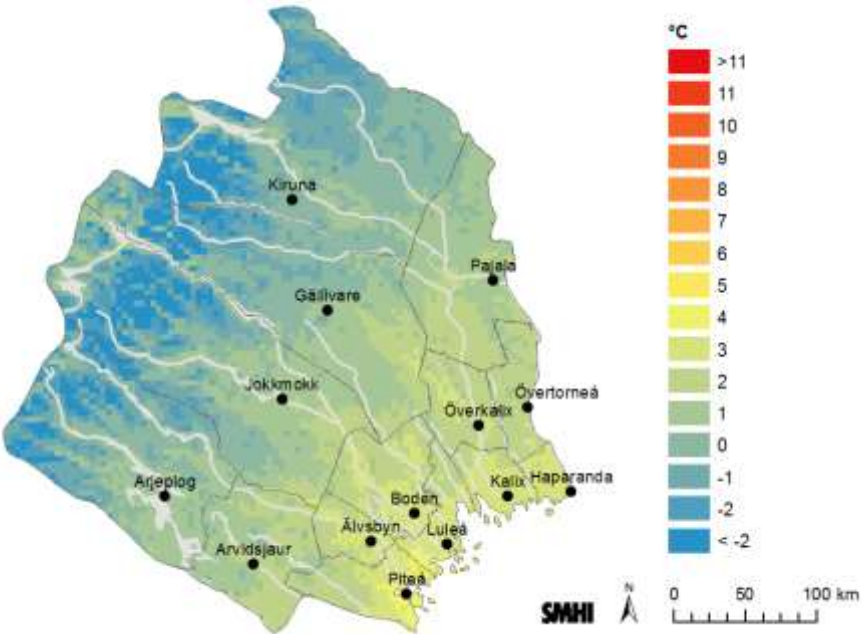 °C
>11
11
10
9
8
7
6
5
4
3
2
1
0
-1
-2
< -2
Kiruna
Pajala
Gällivare
Jokkmokk
Övertorneå
Överkalix
Arjeplog
Kalix
Haparanda
Boden
Älvsbyn
Luleå
Arvidsjaur
Piteå
SMHI
N
0 50 100 km